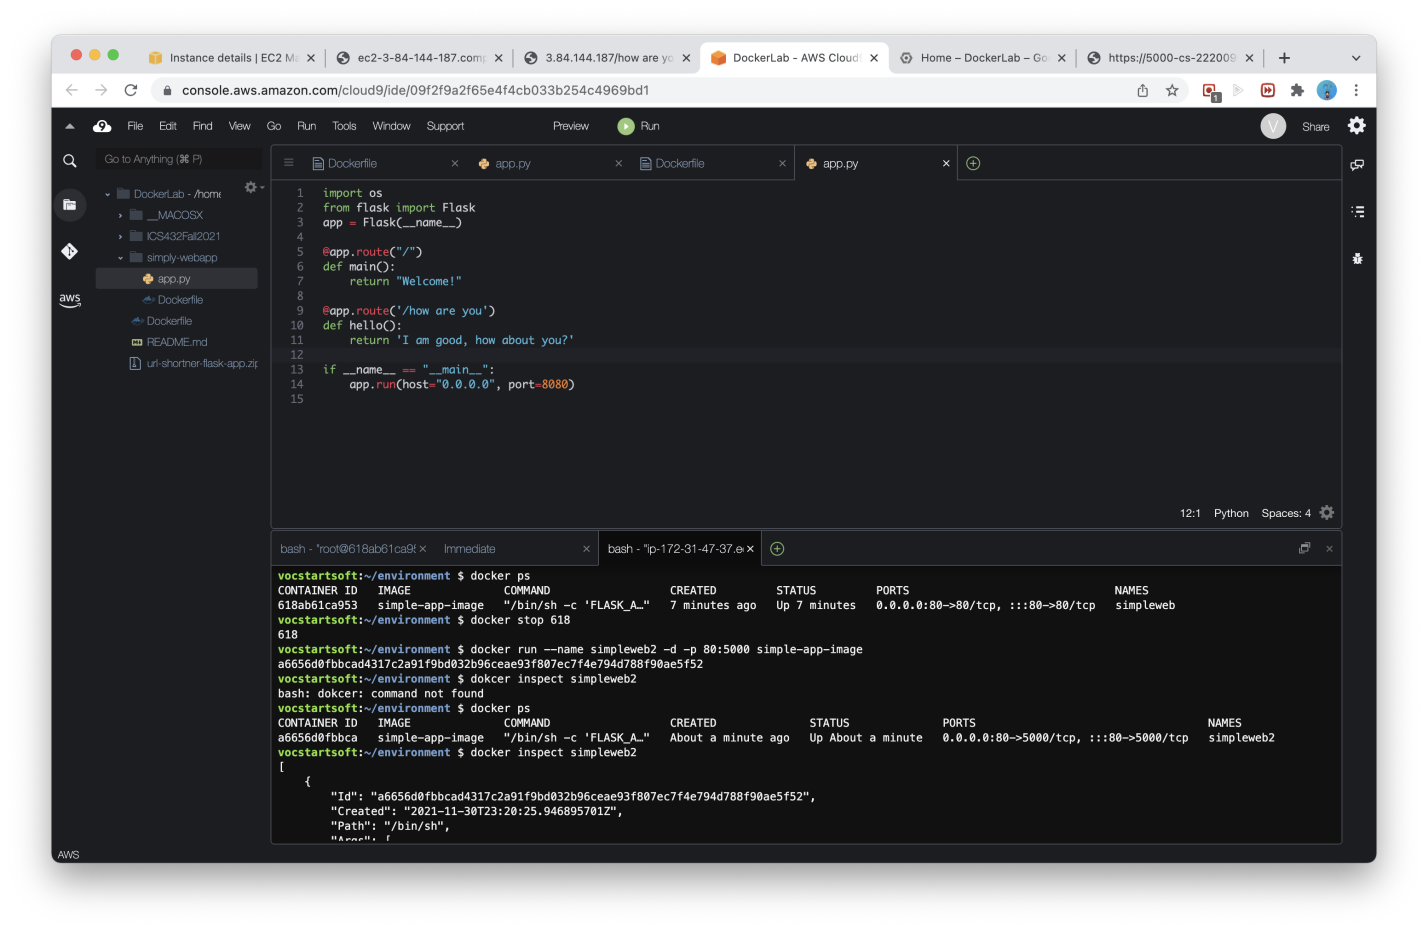 Instance details | EC2 M
ec2-3-84-144-187.comp
3.84.144.187/how are yo
DockerLab - AWS Cloud
Home – DockerLab – Go
https://5000-cs-222009
console.aws.amazon.com/cloud9/ide/09f2f9a2f65e4f4cb033b254c4969bd1
1
9 File Edit Find View Go Run Tools Window Support Preview Run V Share
Go to Anything (⌘ P)
DockerLab - /home
__MACOSX
ICS432Fall2021
simply-webapp
app.py
Dockerfile
Dockerfile
README.md
url-shortner-flask-app.zip
aws
Dockerfile app.py Dockerfile app.py
1 import os
2 from flask import Flask
3 app = Flask(__name__)
4
5 @app.route("/")
6 def main():
7 return "Welcome!"
8
9 @app.route('/how are you')
10 def hello():
11 return 'I am good, how about you?'
12
13 if __name__ == "__main__":
14 app.run(host="0.0.0.0", port=8080)
15
12:1 Python Spaces: 4
bash - "root@618ab61ca95 Immediate bash - "ip-172-31-47-37.e
vocstartsoft:~/environment $ docker ps
CONTAINER ID IMAGE COMMAND CREATED STATUS PORTS NAMES
618ab61ca953 simple-app-image "/bin/sh -c 'FLASK_A…" 7 minutes ago Up 7 minutes 0.0.0.0:80->80/tcp, :::80->80/tcp simpleweb
vocstartsoft:~/environment $ docker stop 618
618
vocstartsoft:~/environment $ docker run --name simpleweb2 -d -p 80:5000 simple-app-image
a6656d0fbbcad4317c2a91f9bd032b96ceae93f807ec7f4e794d788f90ae5f52
vocstartsoft:~/environment $ dokcer inspect simpleweb2
bash: dokcer: command not found
vocstartsoft:~/environment $ docker ps
CONTAINER ID IMAGE COMMAND CREATED STATUS PORTS NAMES
a6656d0fbbca simple-app-image "/bin/sh -c 'FLASK_A…" About a minute ago Up About a minute 0.0.0.0:80->5000/tcp, :::80->5000/tcp simpleweb2
vocstartsoft:~/environment $ docker inspect simpleweb2
[
{
"Id": "a6656d0fbbcad4317c2a91f9bd032b96ceae93f807ec7f4e794d788f90ae5f52",
"Created": "2021-11-30T23:20:25.946895701Z",
"Path": "/bin/sh",
"Args": [
AWS